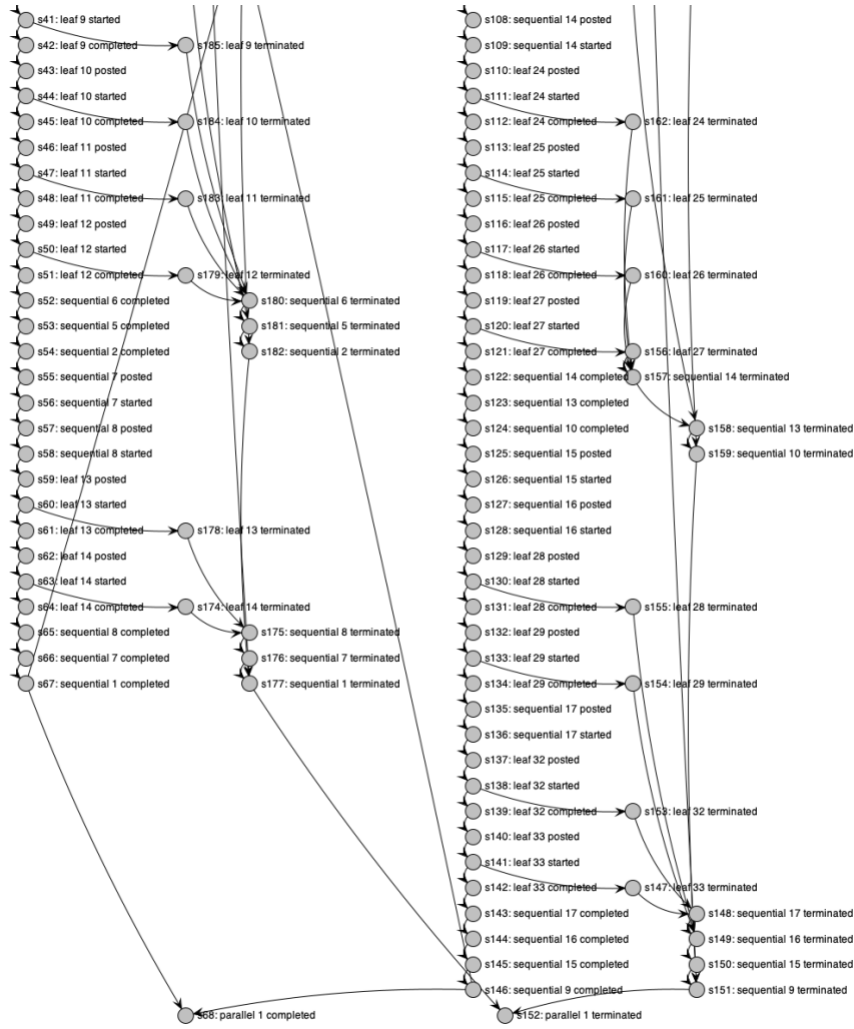 s41: leaf 9 started
s42: leaf 9 completed
s43: leaf 10 posted
s44: leaf 10 started
s45: leaf 10 completed
s46: leaf 11 posted
s47: leaf 11 started
s48: leaf 11 completed
s49: leaf 12 posted
s50: leaf 12 started
s51: leaf 12 completed
s52: sequential 6 completed
s53: sequential 5 completed
s54: sequential 2 completed
s55: sequential 7 posted
s56: sequential 7 started
s57: sequential 8 posted
s58: sequential 8 started
s59: leaf 13 posted
s60: leaf 13 started
s61: leaf 13 completed
s62: leaf 14 posted
s63: leaf 14 started
s64: leaf 14 completed
s65: sequential 8 completed
s66: sequential 7 completed
s67: sequential 1 completed
s185: leaf 9 terminated
s184: leaf 10 terminated
s183: leaf 11 terminated
s179: leaf 12 terminated
s180: sequential 6 terminated
s181: sequential 5 terminated
s182: sequential 2 terminated
s178: leaf 13 terminated
s174: leaf 14 terminated
s175: sequential 8 terminated
s176: sequential 7 terminated
s177: sequential 1 terminated
s68: parallel 1 completed
s108: sequential 14 posted
s109: sequential 14 started
s110: leaf 24 posted
s111: leaf 24 started
s112: leaf 24 completed
s113: leaf 25 posted
s114: leaf 25 started
s115: leaf 25 completed
s116: leaf 26 posted
s117: leaf 26 started
s118: leaf 26 completed
s119: leaf 27 posted
s120: leaf 27 started
s121: leaf 27 completed
s122: sequential 14 completed
s123: sequential 13 completed
s124: sequential 10 completed
s125: sequential 15 posted
s126: sequential 15 started
s127: sequential 16 posted
s128: sequential 16 started
s129: leaf 28 posted
s130: leaf 28 started
s131: leaf 28 completed
s132: leaf 29 posted
s133: leaf 29 started
s134: leaf 29 completed
s135: sequential 17 posted
s136: sequential 17 started
s137: leaf 32 posted
s138: leaf 32 started
s139: leaf 32 completed
s140: leaf 33 posted
s141: leaf 33 started
s142: leaf 33 completed
s143: sequential 17 completed
s144: sequential 16 completed
s145: sequential 15 completed
s146: sequential 9 completed
s152: parallel 1 terminated
s162: leaf 24 terminated
s161: leaf 25 terminated
s160: leaf 26 terminated
s156: leaf 27 terminated
s157: sequential 14 terminated
s158: sequential 13 terminated
s159: sequential 10 terminated
s155: leaf 28 terminated
s154: leaf 29 terminated
s153: leaf 32 terminated
s147: leaf 33 terminated
s148: sequential 17 terminated
s149: sequential 16 terminated
s150: sequential 15 terminated
s151: sequential 9 terminated